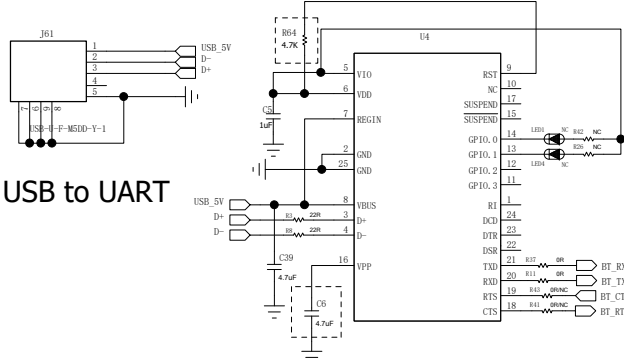 J61
1 USB_5V
2 D-
3 D+
4
5
7 6 9 8
USB-U-F-M5DD-Y-1
USB to UART
R64
4.7K
C5
1uF
USB_5V
D+ R3 22R
D- R8 22R
C39
4.7uF
C6
4.7uF
U4
5 VIO
6 VDD
7 REGIN
2 GND
25 GND
8 VBUS
3 D+
4 D-
16 VPP
RST 9
NC 10
SUSPEND 17
SUSPEND 15
GPIO.0 14 LED1 NC R42 NC
GPIO.1 13 LED4 NC R26 NC
GPIO.2 12
GPIO.3 11
RI 1
DCD 24
DTR 23
DSR 22
TXD 21 R37 0R BT_RX
RXD 20 R11 0R BT_TX
RTS 19 R43 0R/NC BT_CT
CTS 18 R41 0R/NC BT_RT